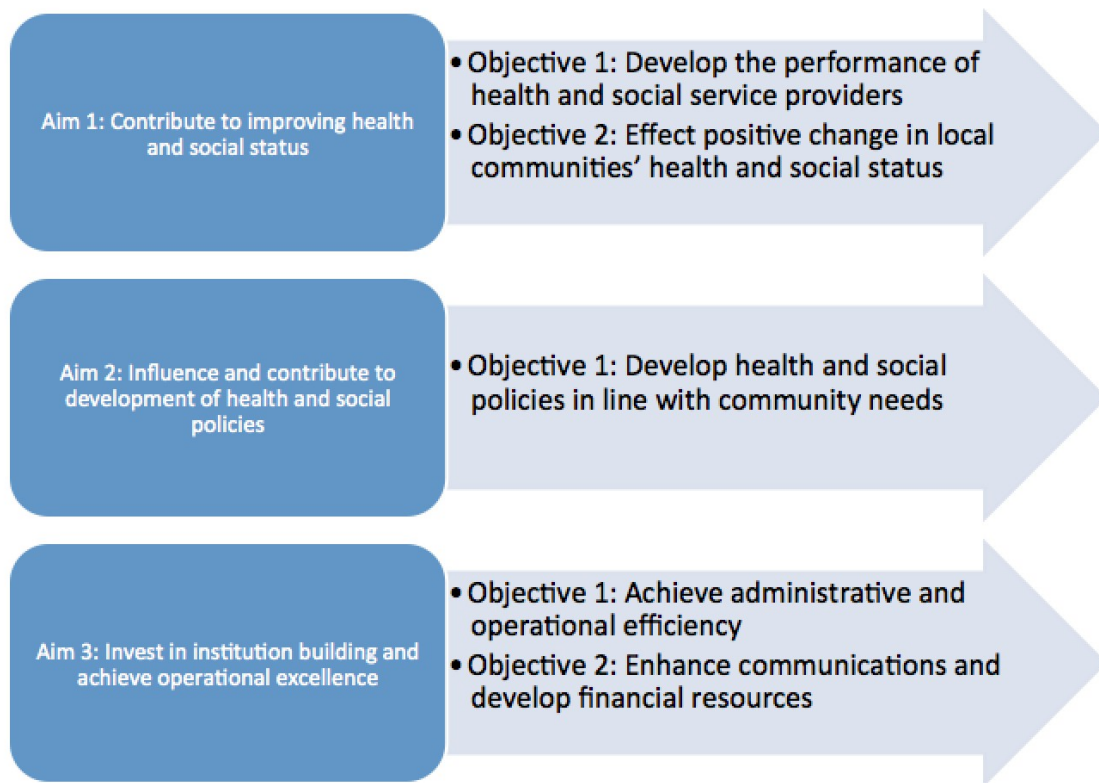 Aim 1: Contribute to improving health
and social status
• Objective 1: Develop the performance of
health and social service providers
• Objective 2: Effect positive change in local
communities’ health and social status
Aim 2: Influence and contribute to
development of health and social
policies
• Objective 1: Develop health and social
policies in line with community needs
Aim 3: Invest in institution building and
achieve operational excellence
• Objective 1: Achieve administrative and
operational efficiency
• Objective 2: Enhance communications and
develop financial resources